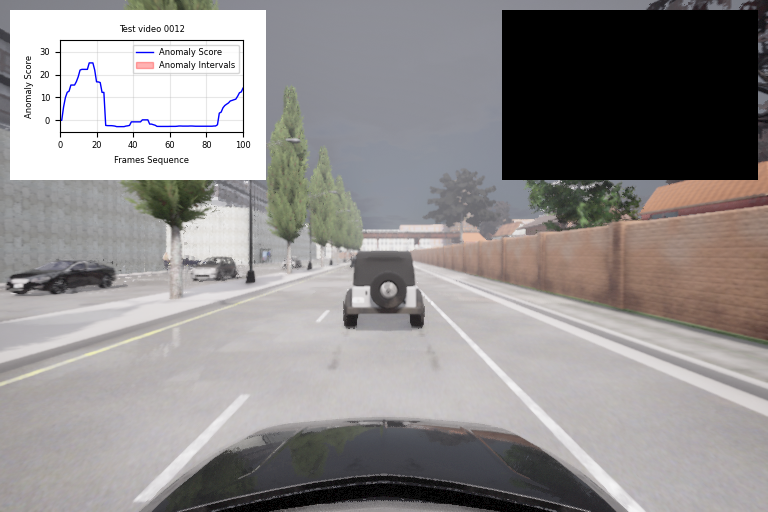 Test video 0012
Anomaly Score
30
20
10
0
Anomaly Score
Anomaly Intervals
0 20 40 60 80 100
Frames Sequence